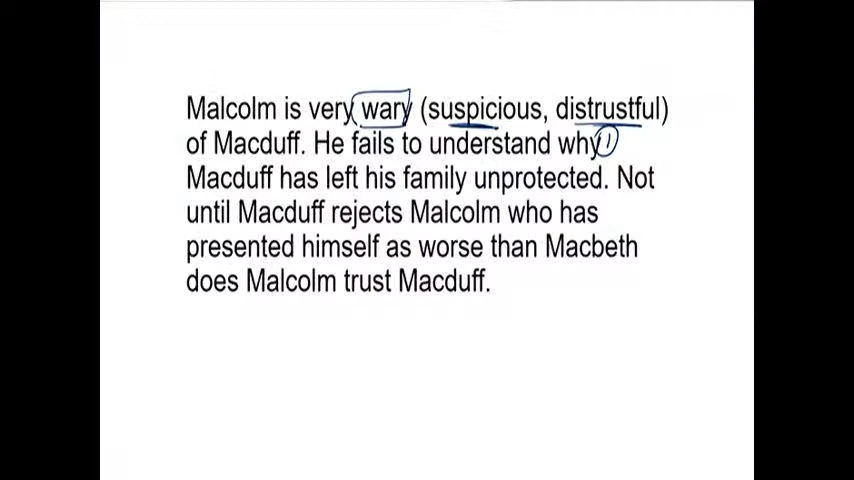 Malcolm is very wary (suspicious, distrustful)
of Macduff. He fails to understand why ①
Macduff has left his family unprotected. Not
until Macduff rejects Malcolm who has
presented himself as worse than Macbeth
does Malcolm trust Macduff.